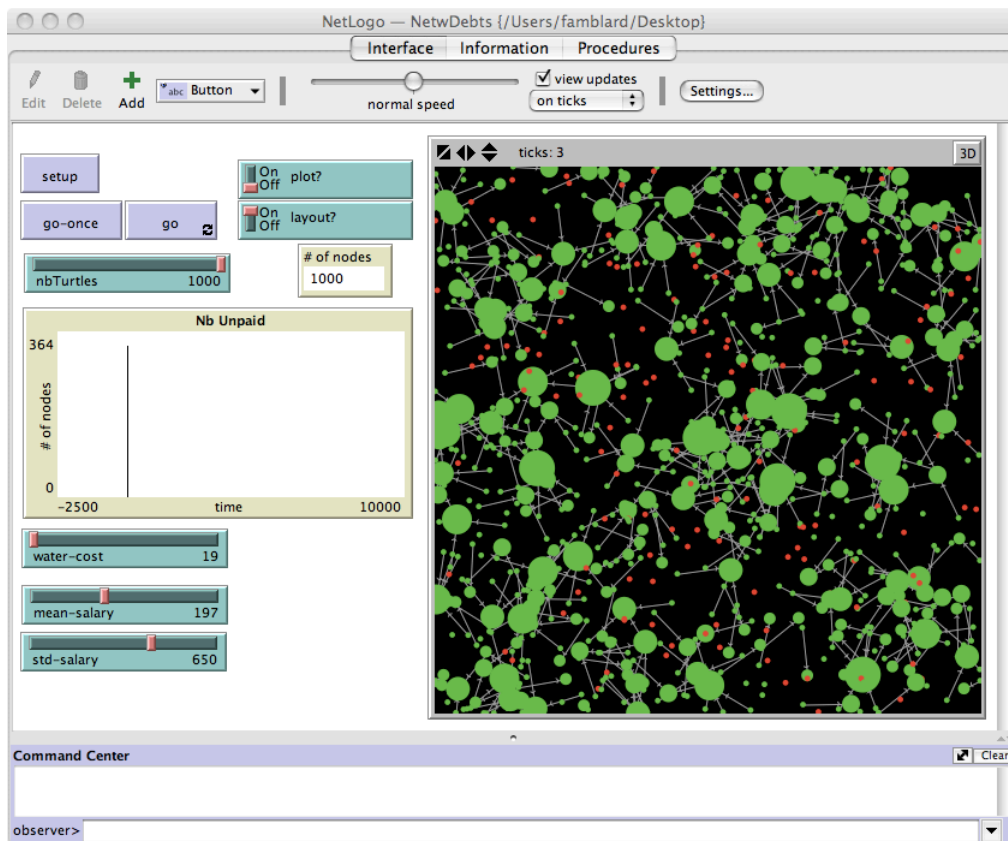 NetLogo — NetwDebts {/Users/famblard/Desktop}
Interface Information Procedures
Edit Delete Add abc Button normal speed view updates on ticks Settings...
ticks: 3 3D
setup
On Off plot?
go-once go
On Off layout?
nbTurtles 1000
# of nodes
1000
Nb Unpaid
364
# of nodes
0
-2500 time 10000
water-cost 19
mean-salary 197
std-salary 650
Command Center Clear
observer>